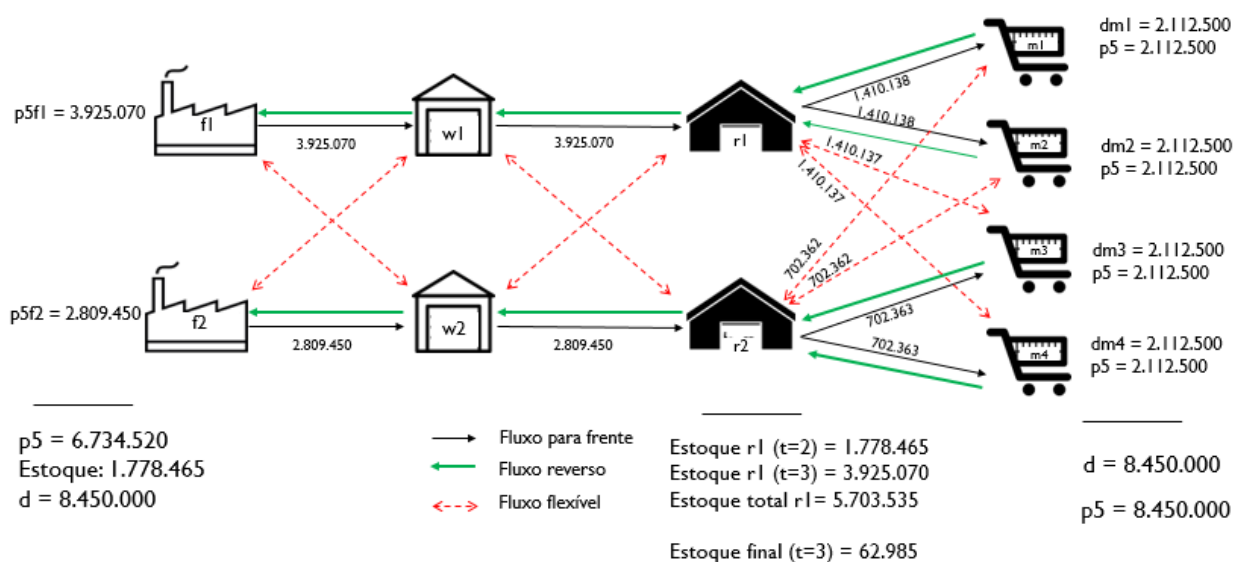 dm1 = 2.112.500
p5 = 2.112.500
m1
p5f1 = 3.925.070
f1
3.925.070
w1
3.925.070
r1
1.410.138
1.410.138
1.410.137
1.410.137
m2
dm2 = 2.112.500
p5 = 2.112.500
m3
dm3 = 2.112.500
p5 = 2.112.500
702.362
702.362
p5f2 = 2.809.450
f2
2.809.450
w2
2.809.450
r2
702.363
702.363
m4
dm4 = 2.112.500
p5 = 2.112.500
p5 = 6.734.520
Estoque: 1.778.465
d = 8.450.000
Fluxo para frente
Fluxo reverso
Fluxo flexível
Estoque r1 (t=2) = 1.778.465
Estoque r1 (t=3) = 3.925.070
Estoque total r1= 5.703.535
Estoque final (t=3) = 62.985
d = 8.450.000
p5 = 8.450.000